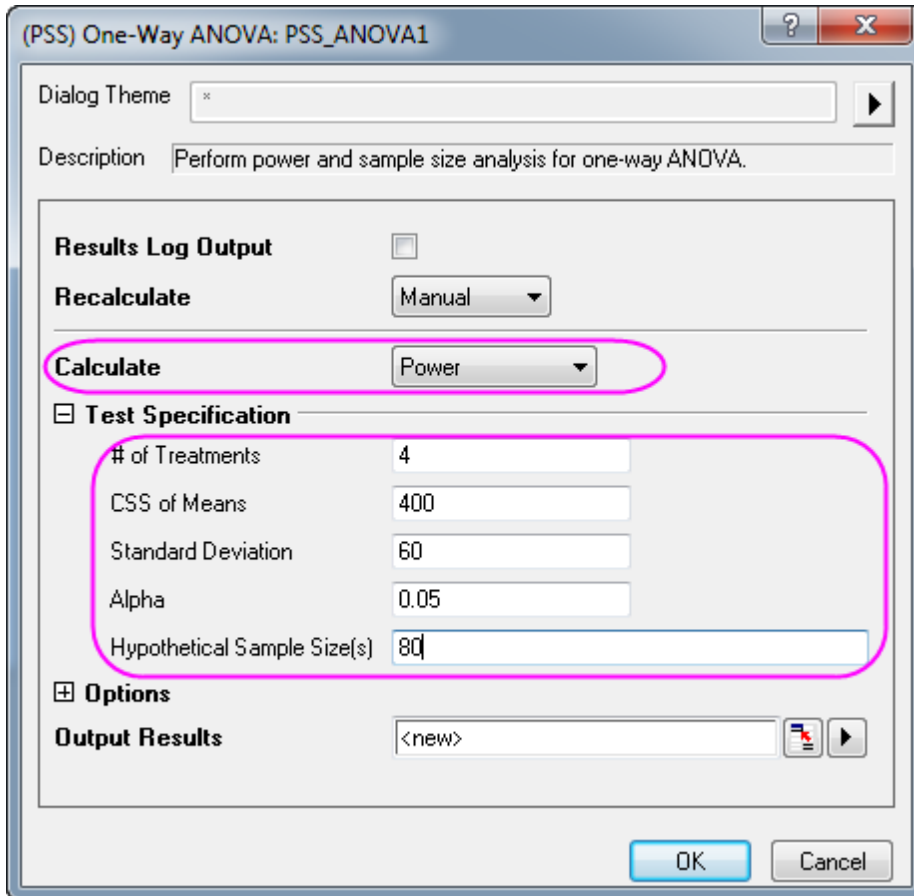 (PSS) One-Way ANOVA: PSS_ANOVA1
Dialog Theme *
Description Perform power and sample size analysis for one-way ANOVA.
Results Log Output
Recalculate Manual
Calculate Power
Test Specification
# of Treatments 4
CSS of Means 400
Standard Deviation 60
Alpha 0.05
Hypothetical Sample Size(s) 80
Options
Output Results <new>
OK Cancel